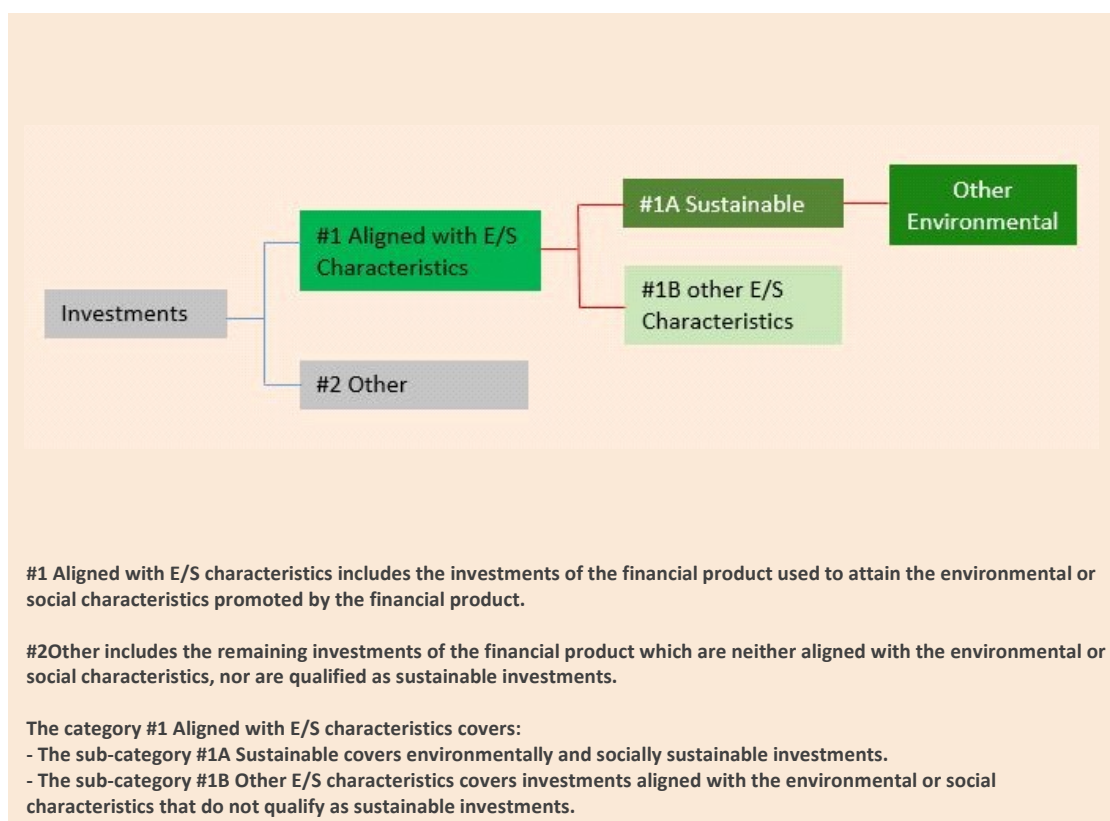 Investments
#1 Aligned with E/S
Characteristics
#2 Other
#1A Sustainable
#1B other E/S
Characteristics
Other
Environmental
#1 Aligned with E/S characteristics includes the investments of the financial product used to attain the environmental or
social characteristics promoted by the financial product.
#2Other includes the remaining investments of the financial product which are neither aligned with the environmental or
social characteristics, nor are qualified as sustainable investments.
The category #1 Aligned with E/S characteristics covers:
- The sub-category #1A Sustainable covers environmentally and socially sustainable investments.
- The sub-category #1B Other E/S characteristics covers investments aligned with the environmental or social
characteristics that do not qualify as sustainable investments.